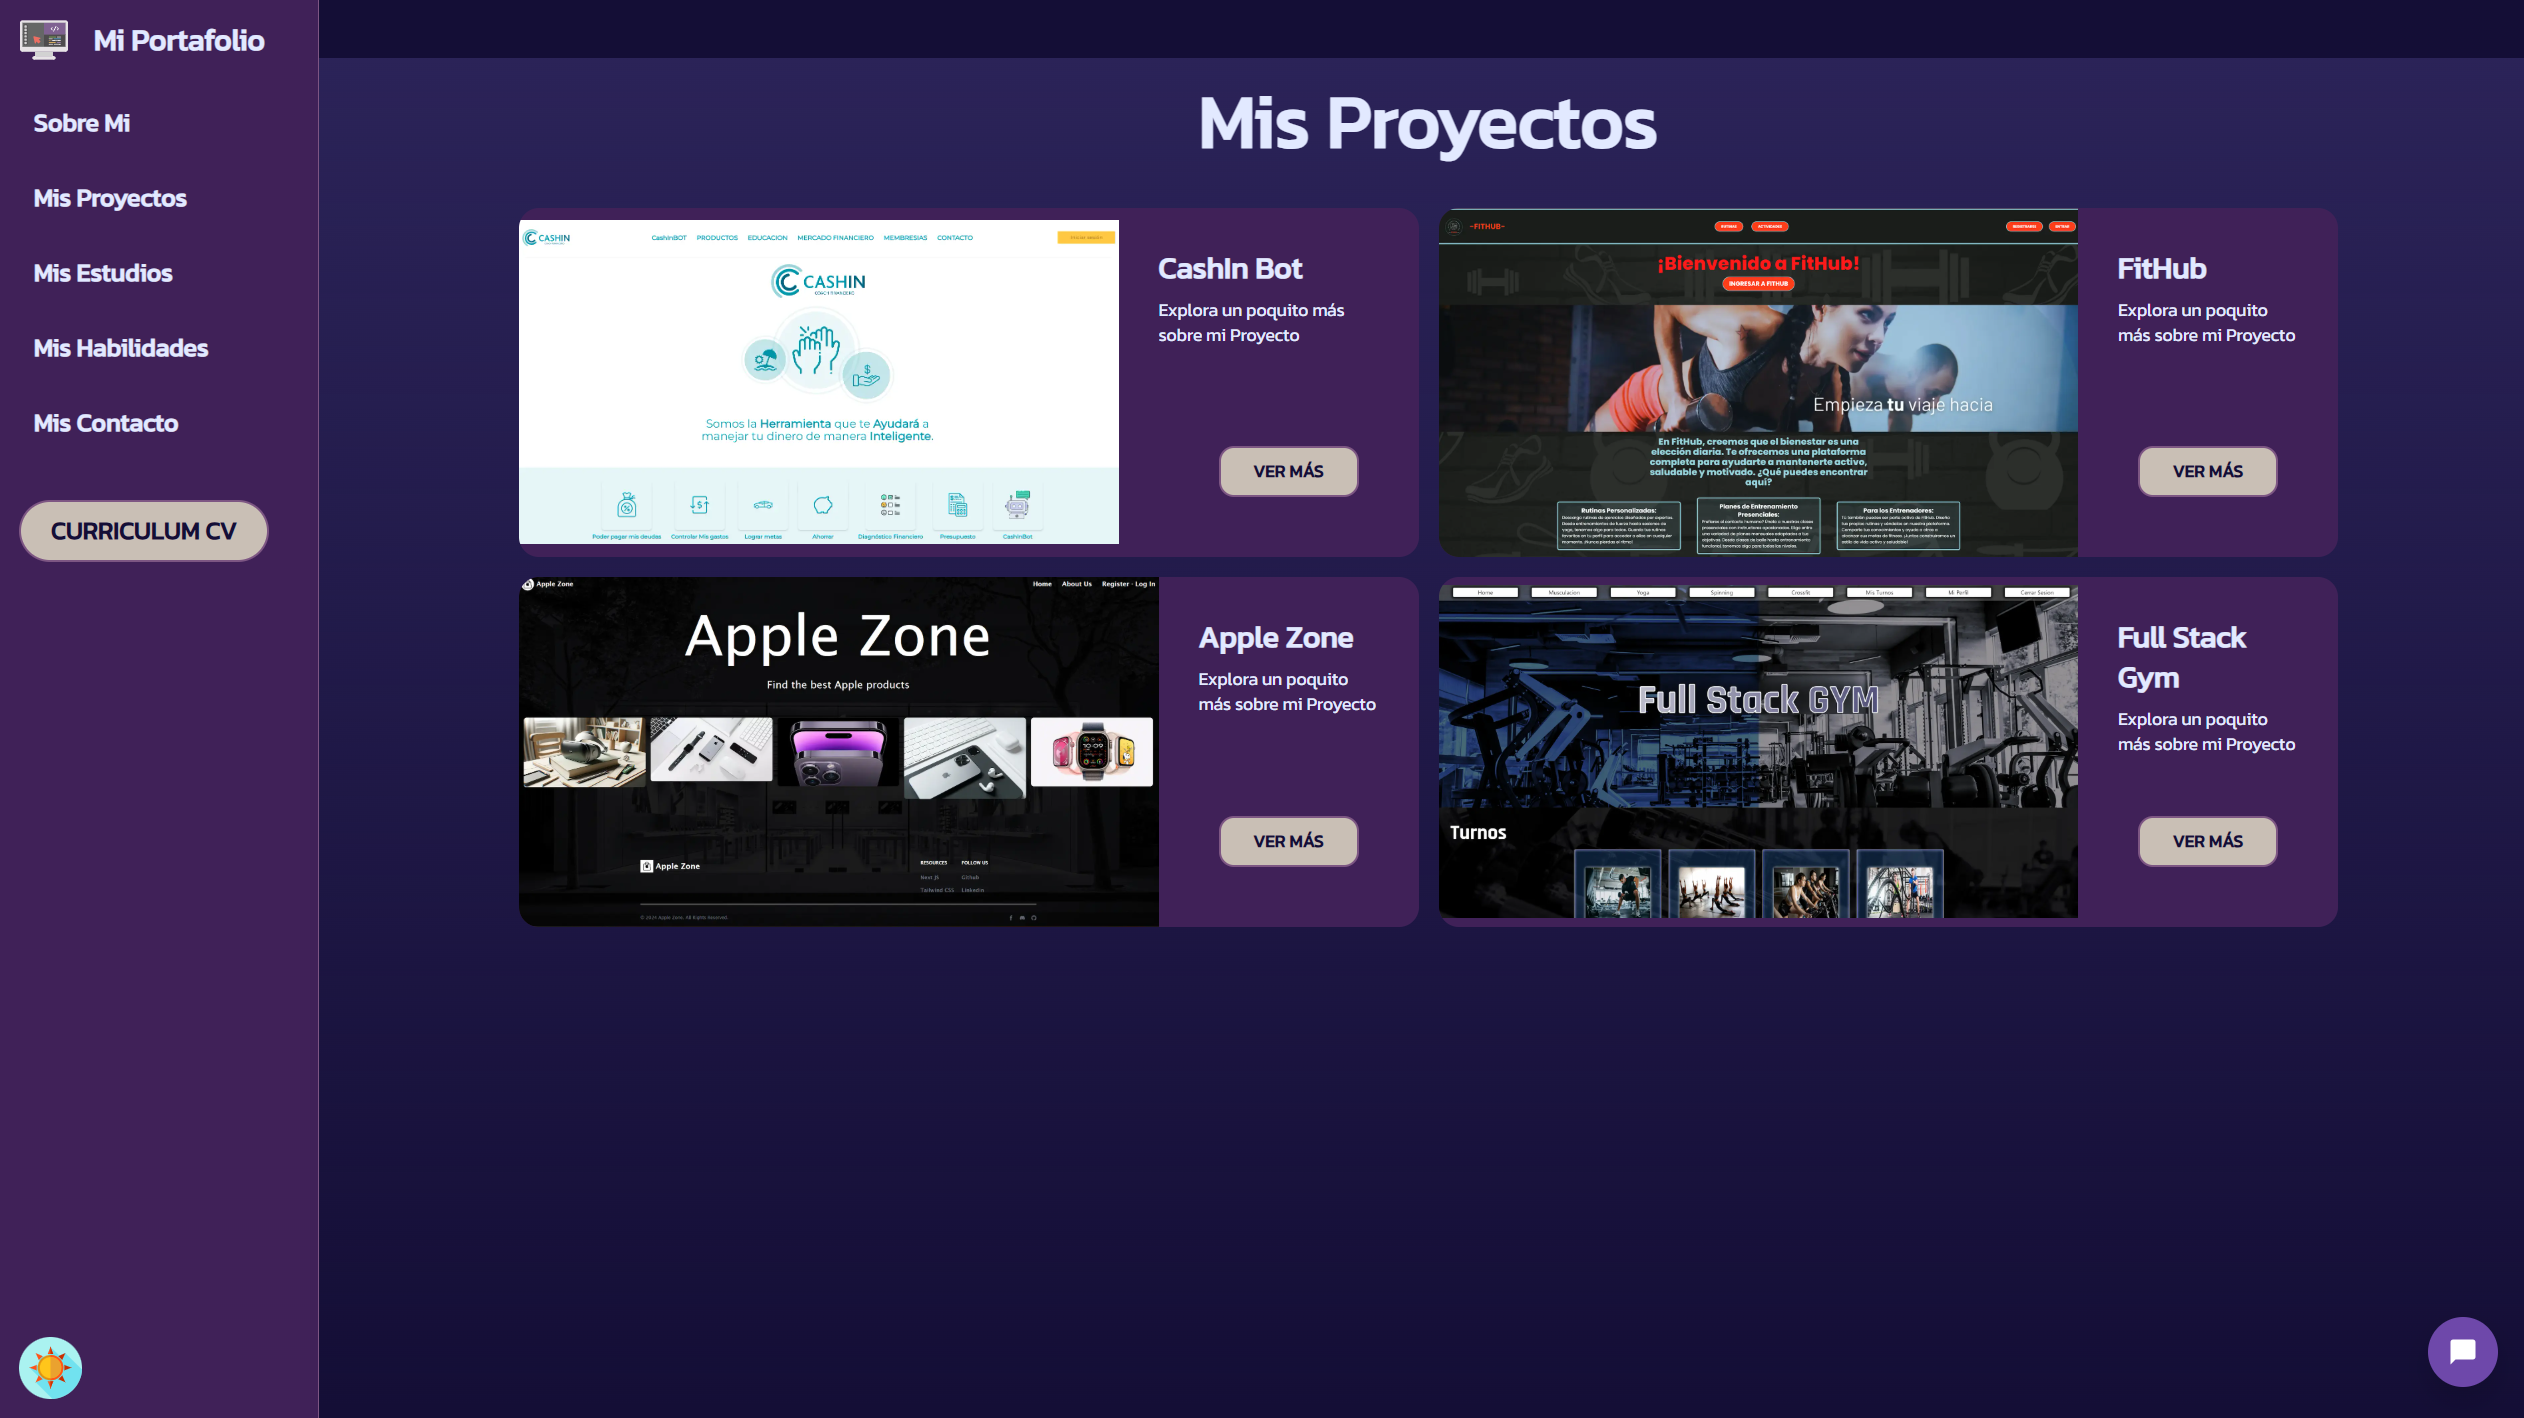 Mi Portafolio
Sobre Mi
Mis Proyectos
Mis Estudios
Mis Habilidades
Mis Contacto
CURRICULUM CV
Mis Proyectos
CASHIN
CashInBOT PRODUCTOS EDUCACION MERCADO FINANCIERO MEMBRESIAS CONTACTO
CASHIN
COACH FINANCIERO
Somos la Herramienta que te Ayudará a
manejar tu dinero de manera Inteligente.
Poder pagar mis deudas Controlar Mis gastos Lograr metas Ahorrar Diagnóstico Financiero Presupuesto CashInBot
CashIn Bot
Explora un poquito más
sobre mi Proyecto
VER MÁS
-FITHUB-
¡Bienvenido a FitHub!
INGRESAR A FITHUB
Empieza tu viaje hacia
En FitHub, creemos que el bienestar es una
elección diaria. Te ofrecemos una plataforma
completa para ayudarte a mantenerte activo,
saludable y motivado. ¿Qué puedes encontrar
aquí?
Rutinas Personalizadas:
Planes de Entrenamiento
Presenciales:
Para los Entrenadores:
FitHub
Explora un poquito
más sobre mi Proyecto
VER MÁS
Apple Zone
Home About Us Register - Log In
Apple Zone
Find the best Apple products
Apple Zone
RESOURCES FOLLOW US
Next JS Github
Tailwind CSS Linkedin
© 2024 Apple Zone. All Rights Reserved.
Apple Zone
Explora un poquito
más sobre mi Proyecto
VER MÁS
Home Musculacion Yoga Spinning Crossfit Mis Turnos Mi Perfil Cerrar Sesion
Full Stack GYM
Turnos
Full Stack
Gym
Explora un poquito
más sobre mi Proyecto
VER MÁS